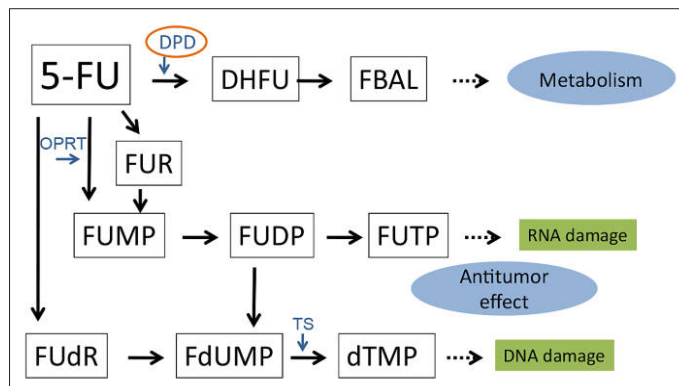 DPD
5-FU
DHFU
FBAL
Metabolism
OPRT
FUR
FUMP
FUDP
FUTP
RNA damage
Antitumor
effect
TS
FUdR
FdUMP
dTMP
DNA damage